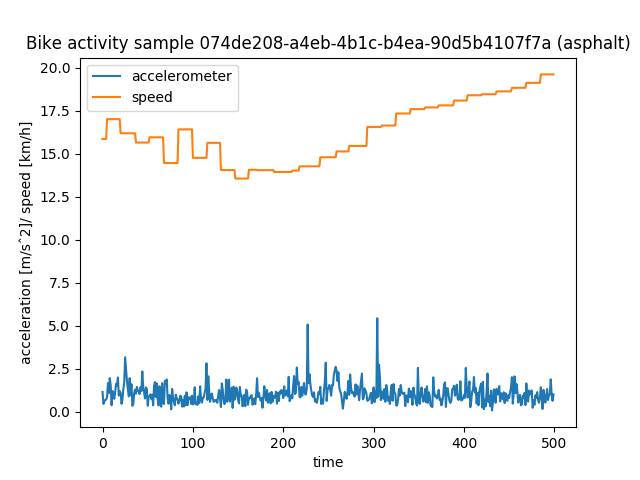 Bike activity sample 074de208-a4eb-4b1c-b4ea-90d5b4107f7a (asphalt)
accelerometer
speed
acceleration [m/sˆ2]/ speed [km/h]
20.0
17.5
15.0
12.5
10.0
7.5
5.0
2.5
0.0
0 100 200 300 400 500
time